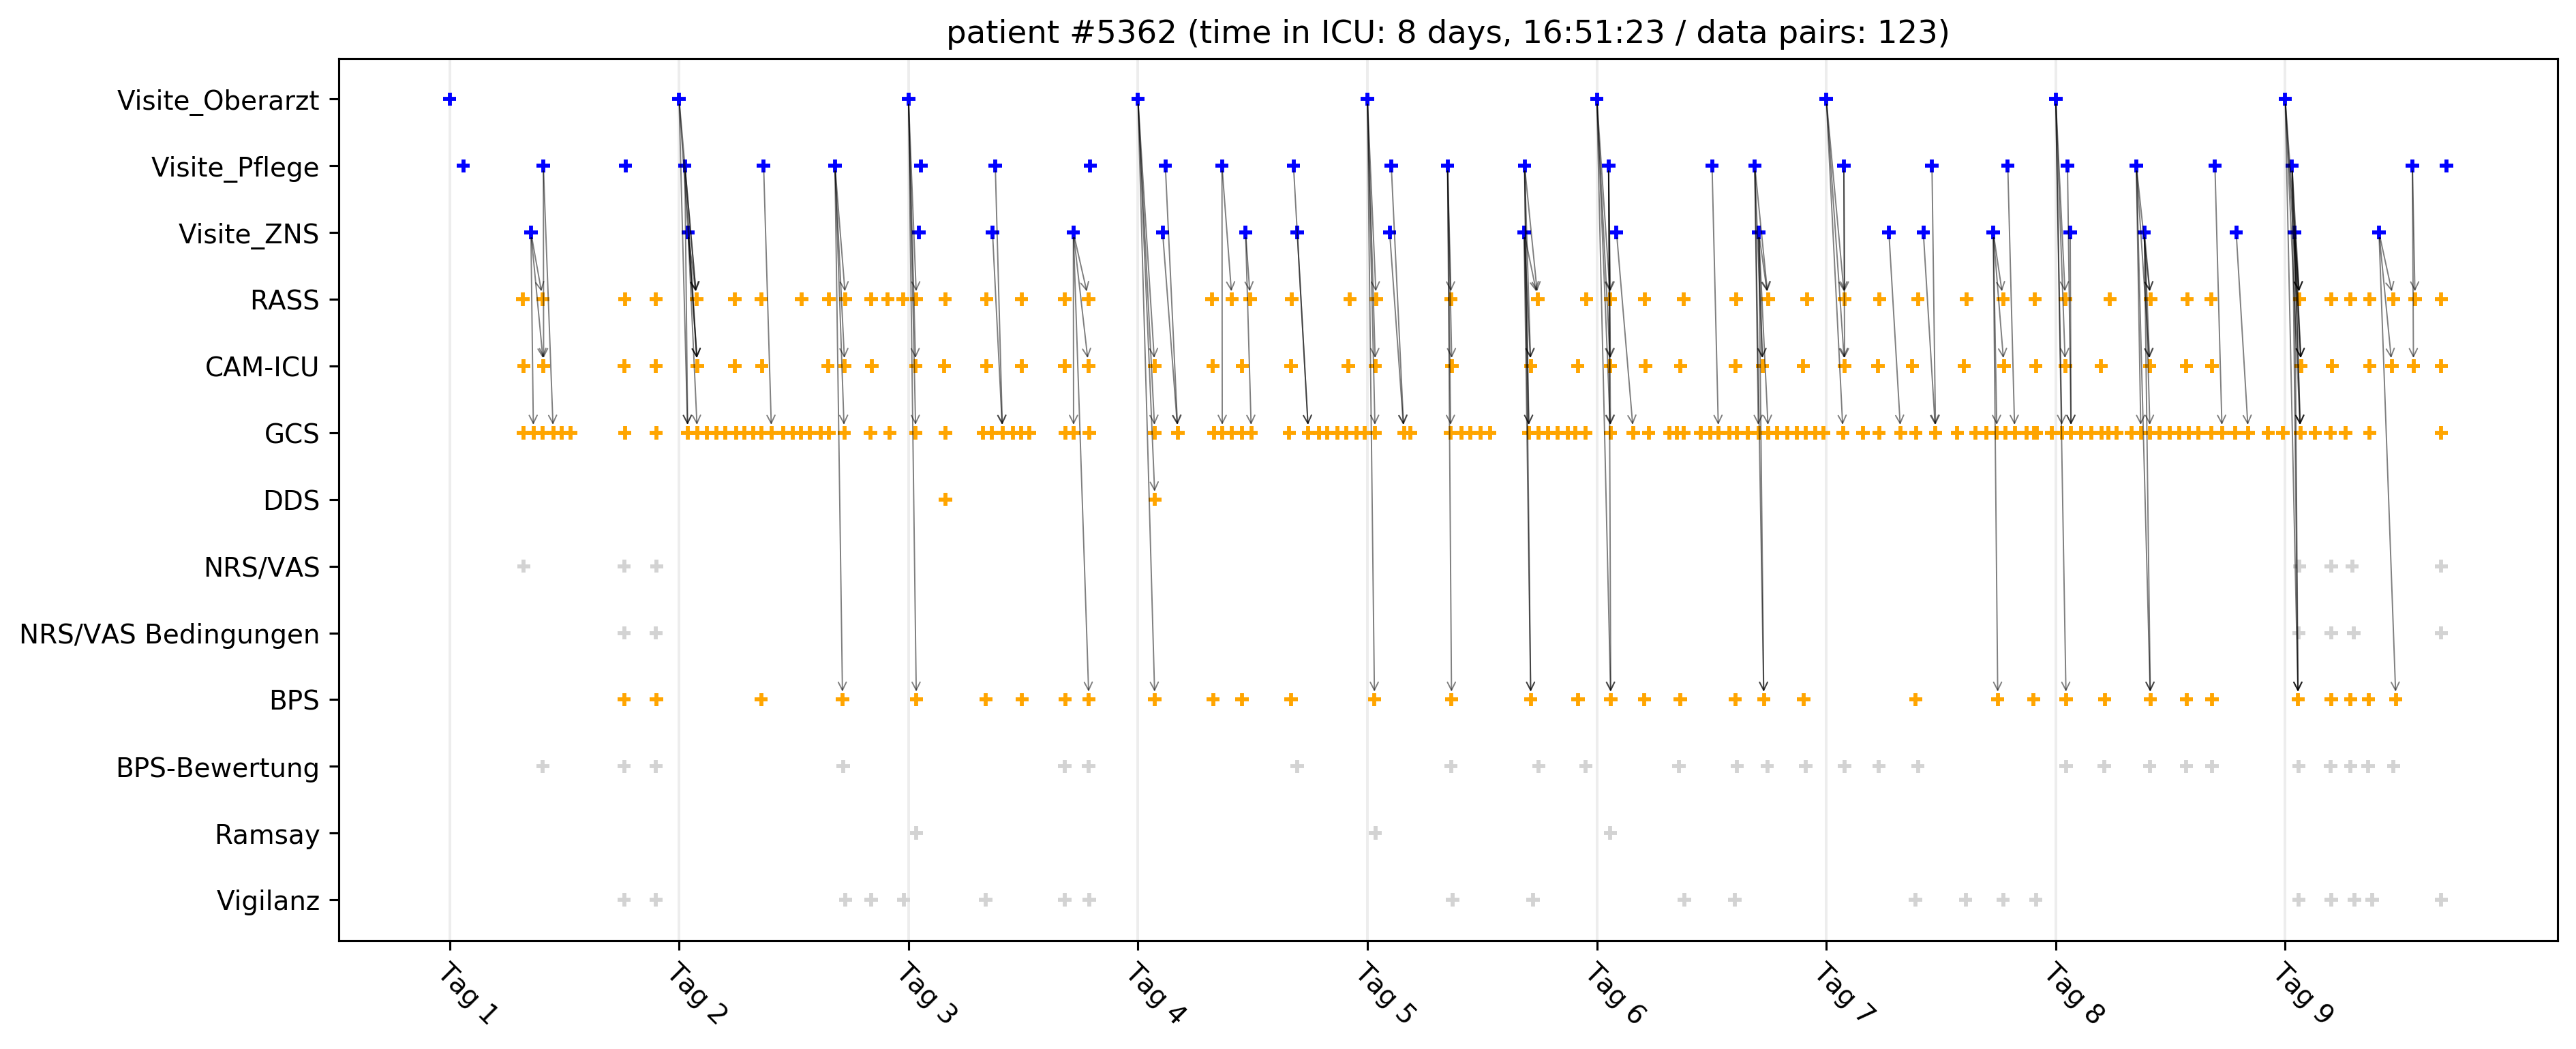 patient #5362 (time in ICU: 8 days, 16:51:23 / data pairs: 123)
Visite_Oberarzt
Visite_Pflege
Visite_ZNS
RASS
CAM-ICU
GCS
DDS
NRS/VAS
NRS/VAS Bedingungen
BPS
BPS-Bewertung
Ramsay
Vigilanz
Tag 1
Tag 2
Tag 3
Tag 4
Tag 5
Tag 6
Tag 7
Tag 8
Tag 9